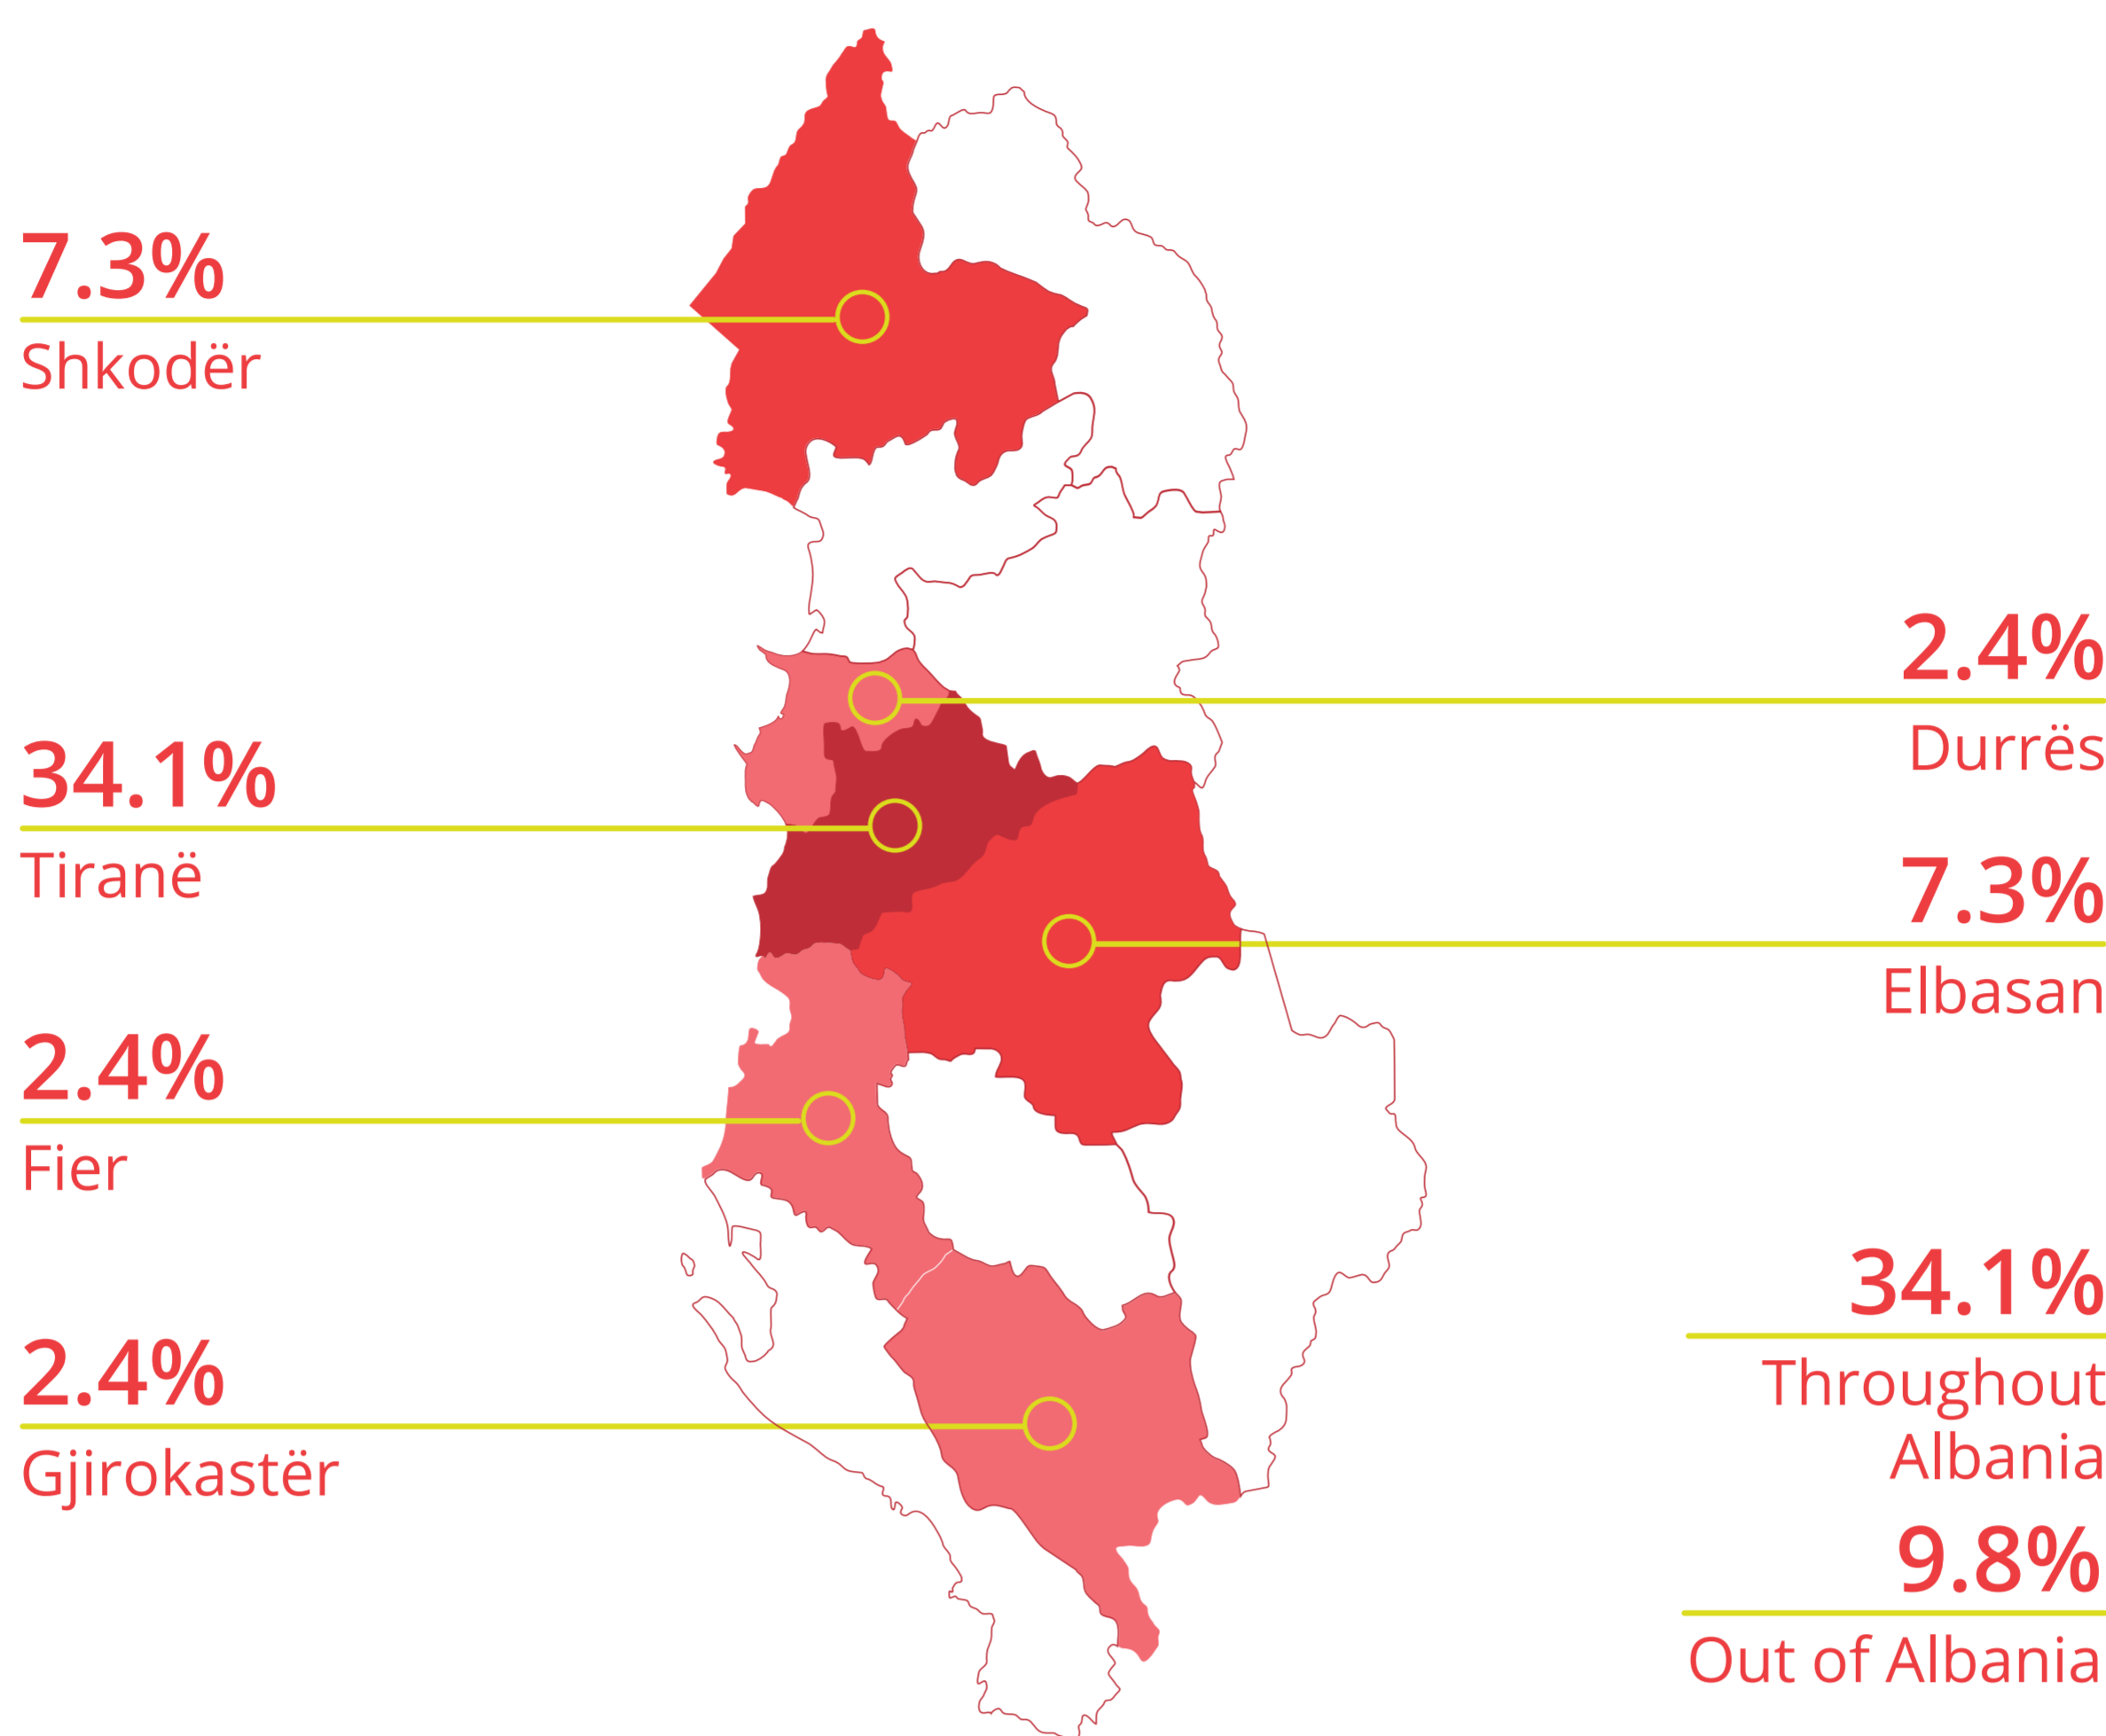 7.3%
Shkodër
34.1%
Tiranë
2.4%
Fier
2.4%
Gjirokastër
2.4%
Durrës
7.3%
Elbasan
34.1%
Throughout
Albania
9.8%
Out of Albania